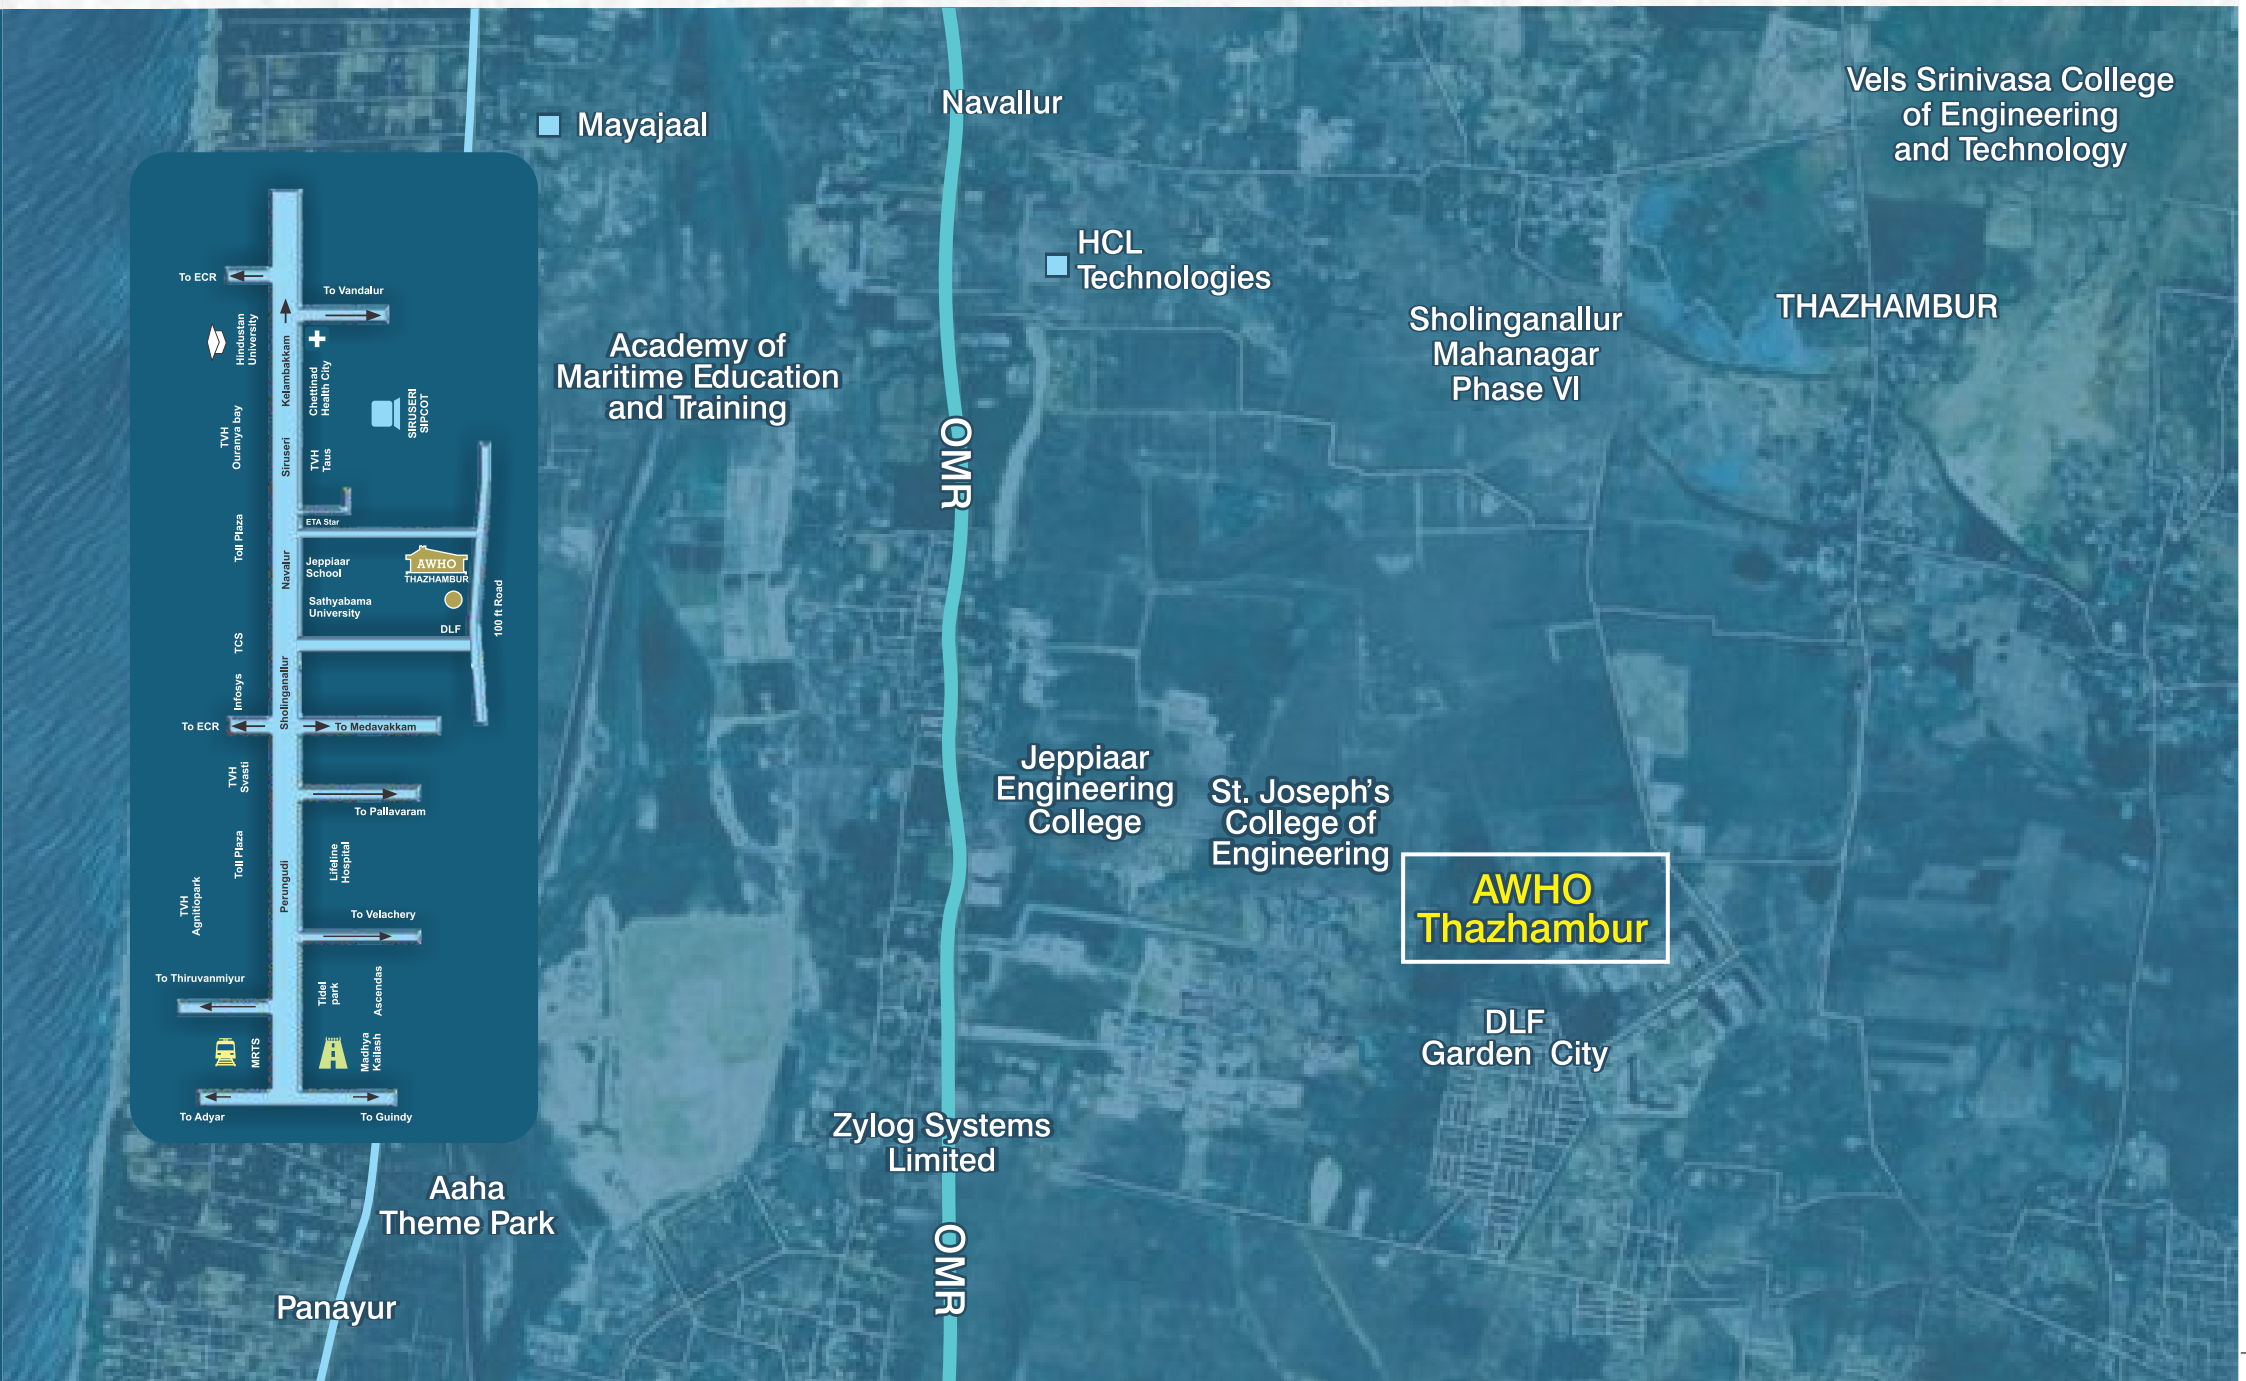 Vels Srinivasa College
of Engineering
and Technology
Navallur
Mayajaal
HCL
Technologies
THAZHAMBUR
Sholinganallur
Mahanagar
Phase VI
Academy of
Maritime Education
and Training
OMR
Jeppiaar
Engineering
College
St. Joseph's
College of
Engineering
AWHO
Thazhambur
DLF
Garden City
Zylog Systems
Limited
OMR
Aaha
Theme Park
Panayur
To ECR
To Vandalur
Hindustan
University
Kelambakkam
Chettinad
Health City
SIRUSERI
SIPCOT
TVH
Ouranya bay
Siruseri
TVH
Taus
ETA Star
Toll Plaza
Navalur
Jeppiaar
School
AWHO
THAZHAMBUR
Sathyabama
University
100 ft Road
DLF
TCS
Infosys
Sholinganallur
To ECR
To Medavakkam
TVH
Svasti
To Pallavaram
Toll Plaza
Lifeline
Hospital
Perungudi
TVH
Agnitiopark
To Velachery
To Thiruvanmiyur
Tidel
park
Ascendas
MRTS
Madhya
Kailash
To Adyar
To Guindy